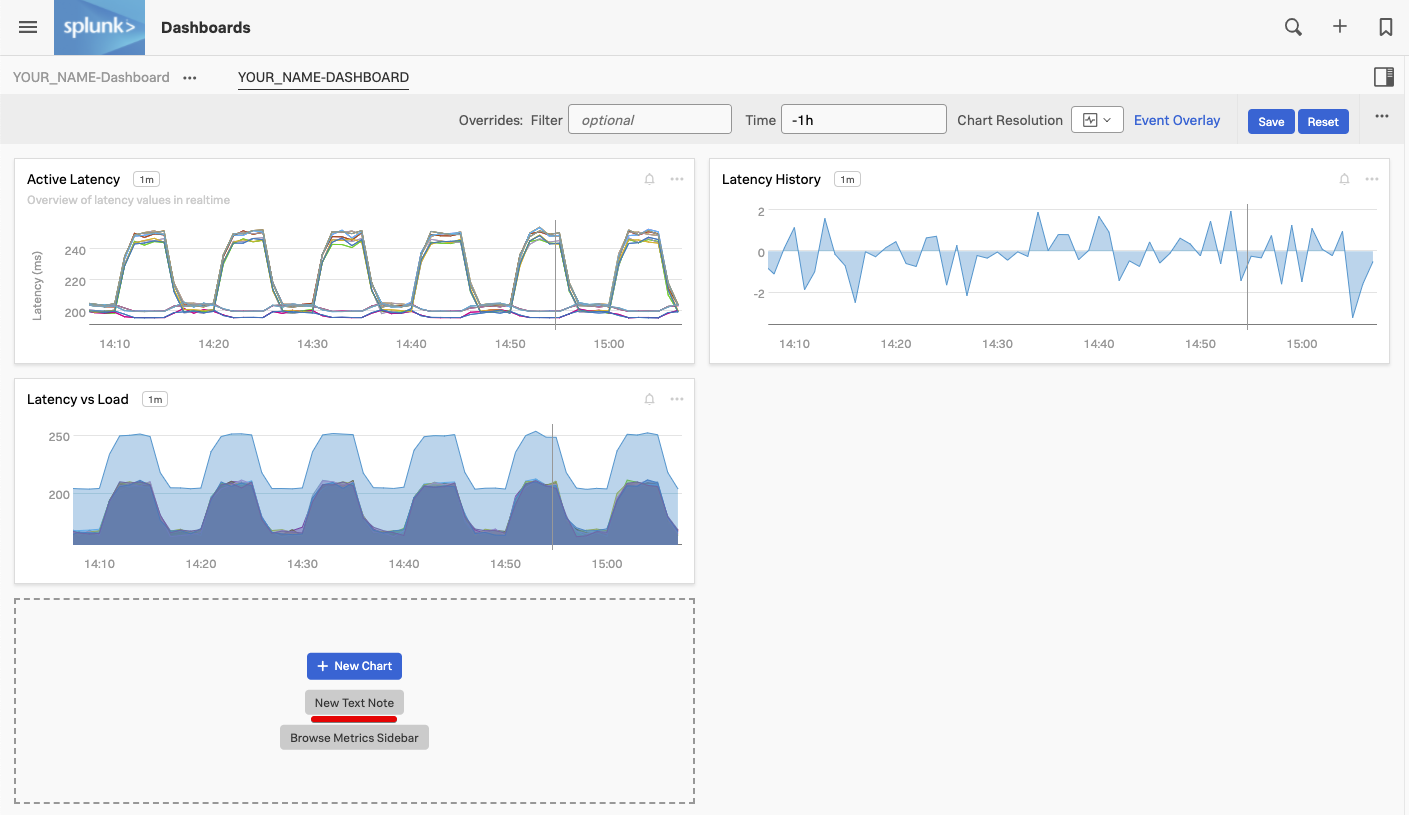 splunk> Dashboards
YOUR_NAME-Dashboard ••• YOUR_NAME-DASHBOARD
Overrides: Filter optional Time -1h Chart Resolution Event Overlay Save Reset •••
Active Latency 1m
Overview of latency values in realtime
Latency (ms)
240
220
200
14:10 14:20 14:30 14:40 14:50 15:00
Latency History 1m
2
0
-2
14:10 14:20 14:30 14:40 14:50 15:00
Latency vs Load 1m
250
200
14:10 14:20 14:30 14:40 14:50 15:00
+ New Chart
New Text Note
Browse Metrics Sidebar